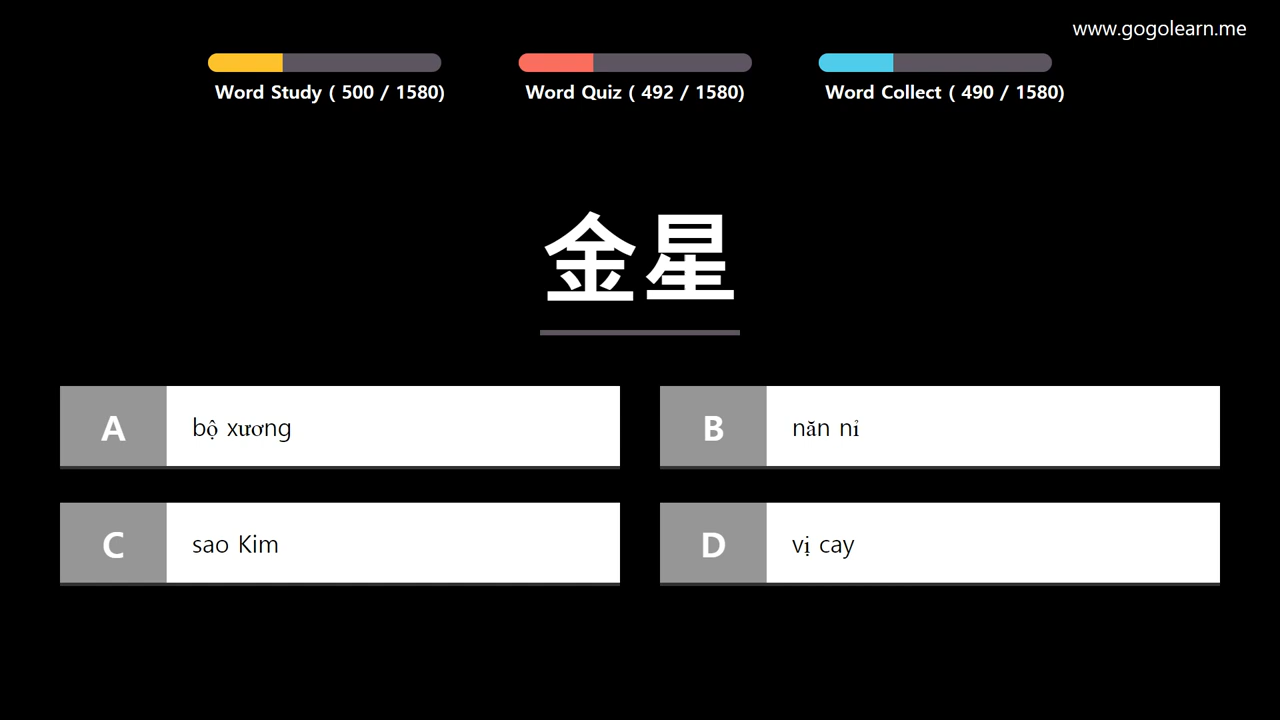 www.gogolearn.me
Word Study ( 500 / 1580)
Word Quiz ( 492 / 1580)
Word Collect ( 490 / 1580)
金星
A bộ xương
B năn nỉ
C sao Kim
D vị cay